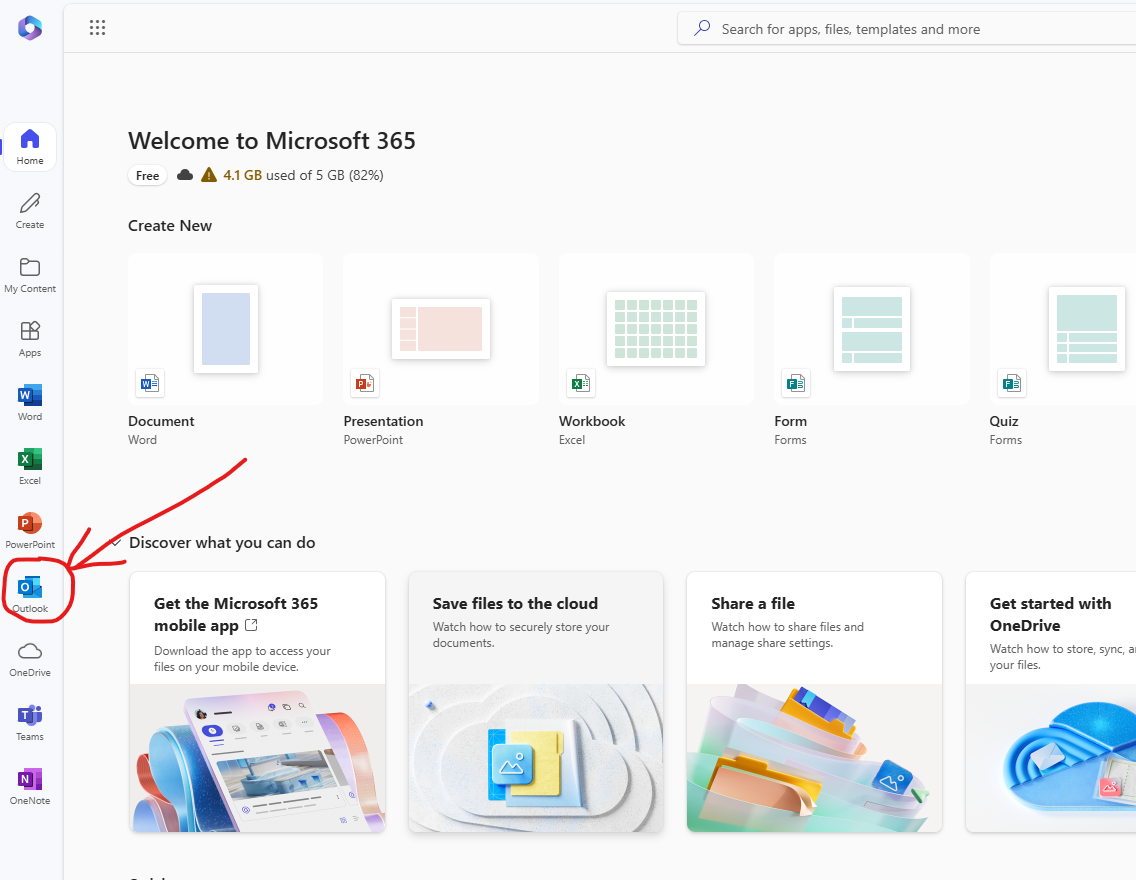 Search for apps, files, templates and more
Home
Create
My Content
Apps
Word
Excel
PowerPoint
Outlook
OneDrive
Teams
OneNote
Welcome to Microsoft 365
Free 4.1 GB used of 5 GB (82%)
Create New
Document
Word
Presentation
PowerPoint
Workbook
Excel
Form
Forms
Quiz
Forms
Discover what you can do
Get the Microsoft 365
mobile app
Download the app to access your
files on your mobile device.
Save files to the cloud
Watch how to securely store your
documents.
Share a file
Watch how to share files and
manage share settings.
Get started with
OneDrive
Watch how to store, sync,
your files.